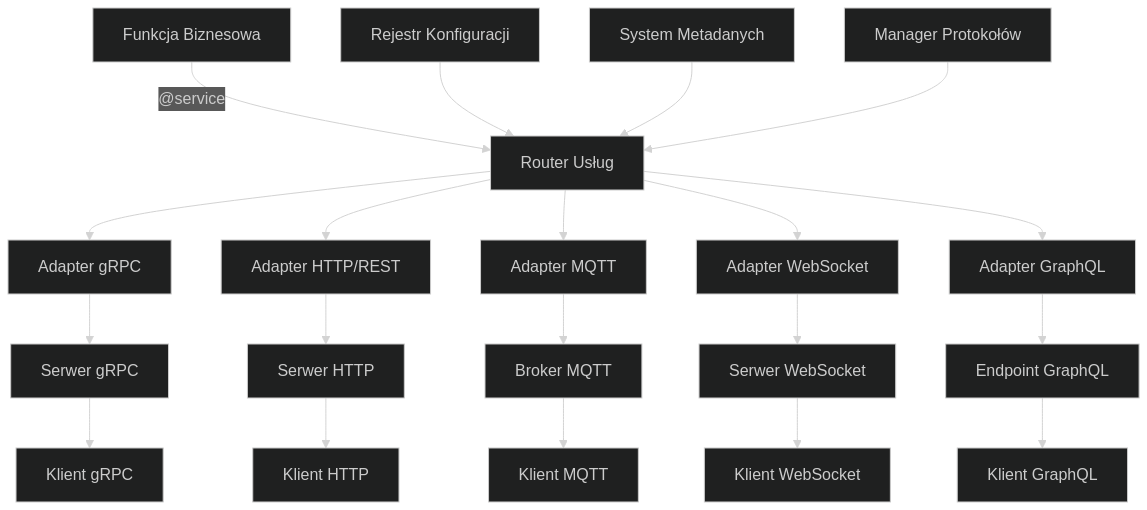 Funkcja Biznesowa
Rejestr Konfiguracji
System Metadanych
Manager Protokołów
@service
Router Usług
Adapter gRPC
Adapter HTTP/REST
Adapter MQTT
Adapter WebSocket
Adapter GraphQL
Serwer gRPC
Serwer HTTP
Broker MQTT
Serwer WebSocket
Endpoint GraphQL
Klient gRPC
Klient HTTP
Klient MQTT
Klient WebSocket
Klient GraphQL